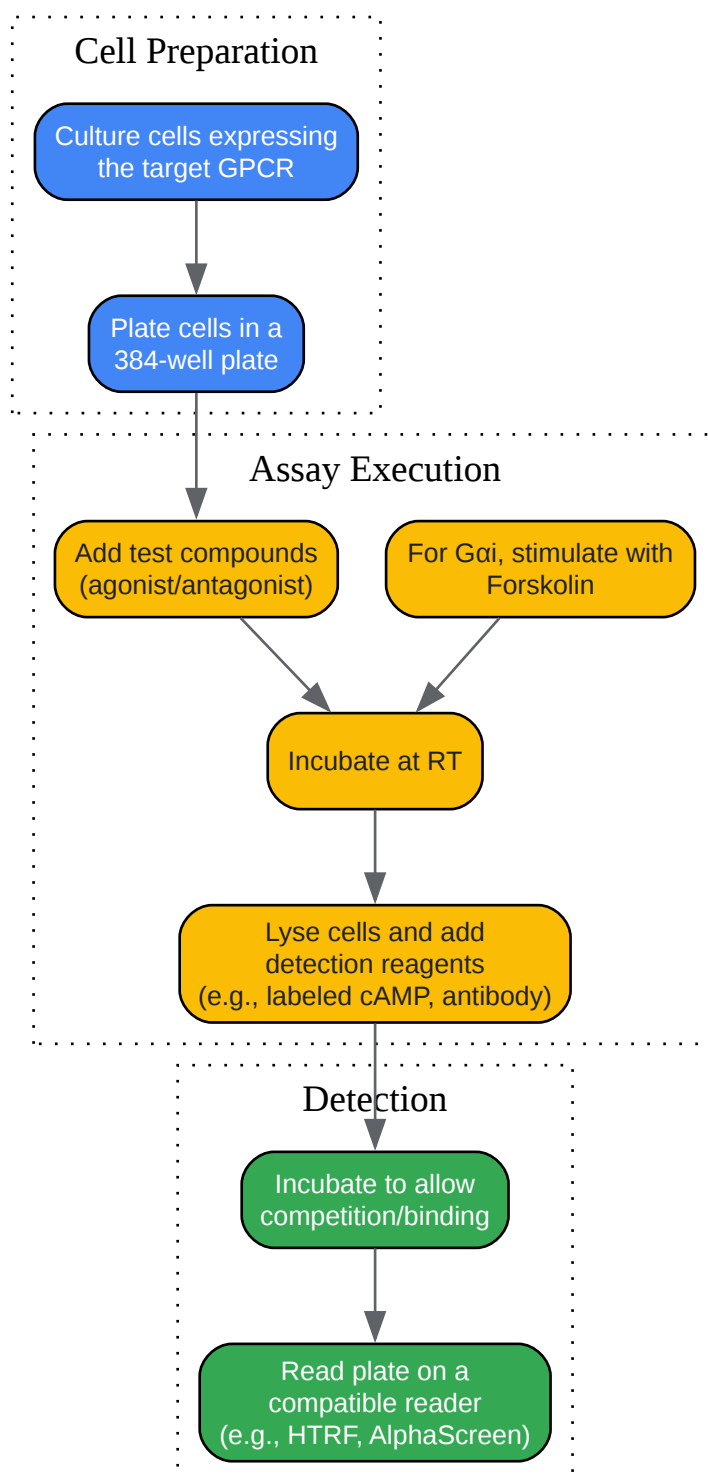 Cell Preparation
Culture cells expressing
the target GPCR
Plate cells in a
384-well plate
Assay Execution
Add test compounds
(agonist/antagonist)
For Gαi, stimulate with
Forskolin
Incubate at RT
Lyse cells and add
detection reagents
(e.g., labeled cAMP, antibody)
Detection
Incubate to allow
competition/binding
Read plate on a
compatible reader
(e.g., HTRF, AlphaScreen)